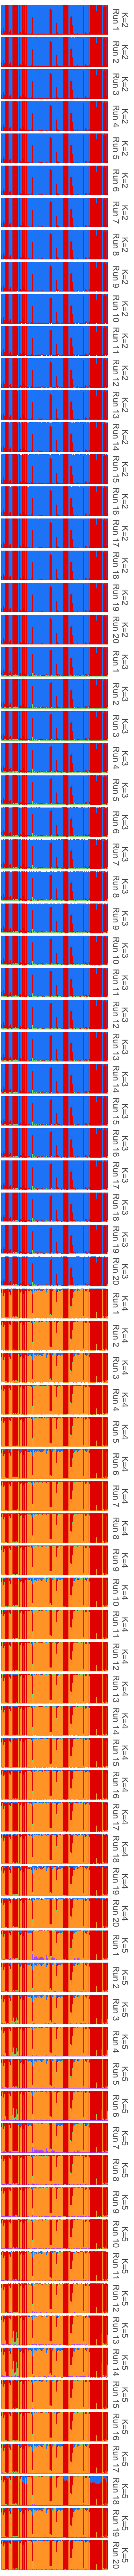 K=2
Run 1
K=2
Run 2
K=2
Run 3
K=2
Run 4
K=2
Run 5
K=2
Run 6
K=2
Run 7
K=2
Run 8
K=2
Run 9
K=2
Run 10
K=2
Run 11
K=2
Run 12
K=2
Run 13
K=2
Run 14
K=2
Run 15
K=2
Run 16
K=2
Run 17
K=2
Run 18
K=2
Run 19
K=2
Run 20
K=3
Run 1
K=3
Run 2
K=3
Run 3
K=3
Run 4
K=3
Run 5
K=3
Run 6
K=3
Run 7
K=3
Run 8
K=3
Run 9
K=3
Run 10
K=3
Run 11
K=3
Run 12
K=3
Run 13
K=3
Run 14
K=3
Run 15
K=3
Run 16
K=3
Run 17
K=3
Run 18
K=3
Run 19
K=3
Run 20
K=4
Run 1
K=4
Run 2
K=4
Run 3
K=4
Run 4
K=4
Run 5
K=4
Run 6
K=4
Run 7
K=4
Run 8
K=4
Run 9
K=4
Run 10
K=4
Run 11
K=4
Run 12
K=4
Run 13
K=4
Run 14
K=4
Run 15
K=4
Run 16
K=4
Run 17
K=4
Run 18
K=4
Run 19
K=4
Run 20
K=5
Run 1
K=5
Run 2
K=5
Run 3
K=5
Run 4
K=5
Run 5
K=5
Run 6
K=5
Run 7
K=5
Run 8
K=5
Run 9
K=5
Run 10
K=5
Run 11
K=5
Run 12
K=5
Run 13
K=5
Run 14
K=5
Run 15
K=5
Run 16
K=5
Run 17
K=5
Run 18
K=5
Run 19
K=5
Run 20